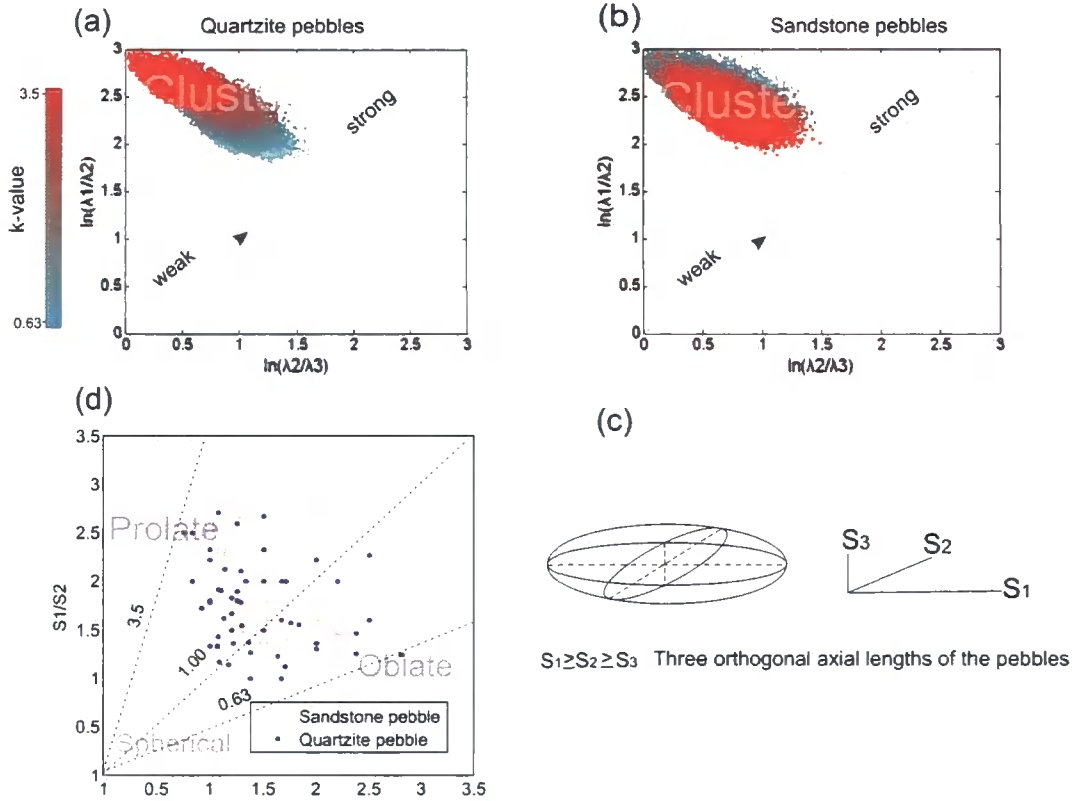 (a)
Quartzite pebbles
(b)
Sandstone pebbles
3.5
k-value
0.63
ln(λ1/λ2)
3
2.5
2
1.5
1
0.5
0
Cluste
strong
weak
0
0.5
1
1.5
2
2.5
3
ln(λ2/λ3)
ln(λ1/λ2)
3
2.5
2
1.5
1
0.5
0
Cluste
strong
weak
0
0.5
1
1.5
2
2.5
3
ln(λ2/λ3)
(d)
S1/S2
3.5
3
2.5
2
1.5
1
0.5
1
Prolate
3.5
1.00
0.63
Oblate
Spherical
Sandstone pebble
Quartzite pebble
1
0.5
1
1.5
2
2.5
3
3.5
(c)
S3
S2
S1
S1≥S2≥S3 Three orthogonal axial lengths of the pebbles